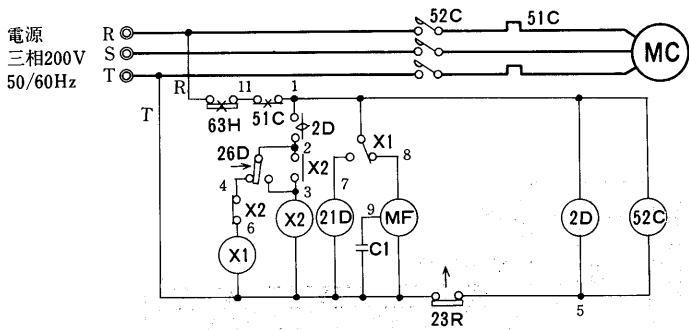 電源
三相200V
50/60Hz
R
S
T
52C
51C
MC
R
T
11
1
63H
51C
2D
26D
2
X2
X1
8
4
3
7
X2
6
X1
X2
21D
9
C1
MF
2D
52C
23R
5